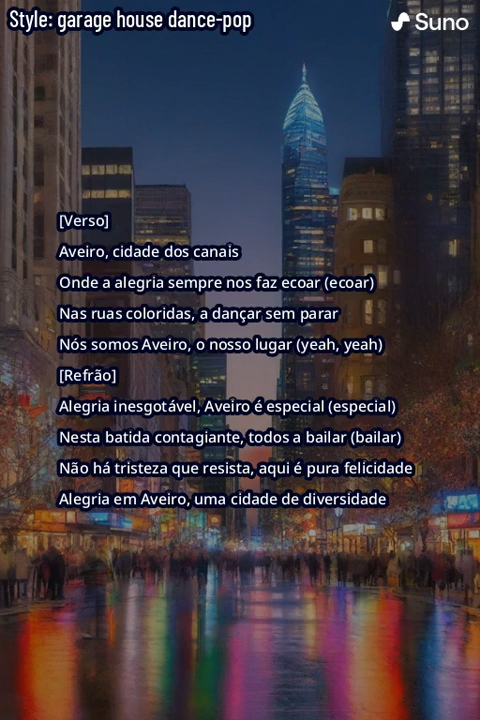 Style: garage house dance-pop
Suno
[Verso]
Aveiro, cidade dos canais
Onde a alegria sempre nos faz ecoar (ecoar)
Nas ruas coloridas, a dançar sem parar
Nós somos Aveiro, o nosso lugar (yeah, yeah)
[Refrão]
Alegria inesgotável, Aveiro é especial (especial)
Nesta batida contagiante, todos a bailar (bailar)
Não há tristeza que resista, aqui é pura felicidade
Alegria em Aveiro, uma cidade de diversidade